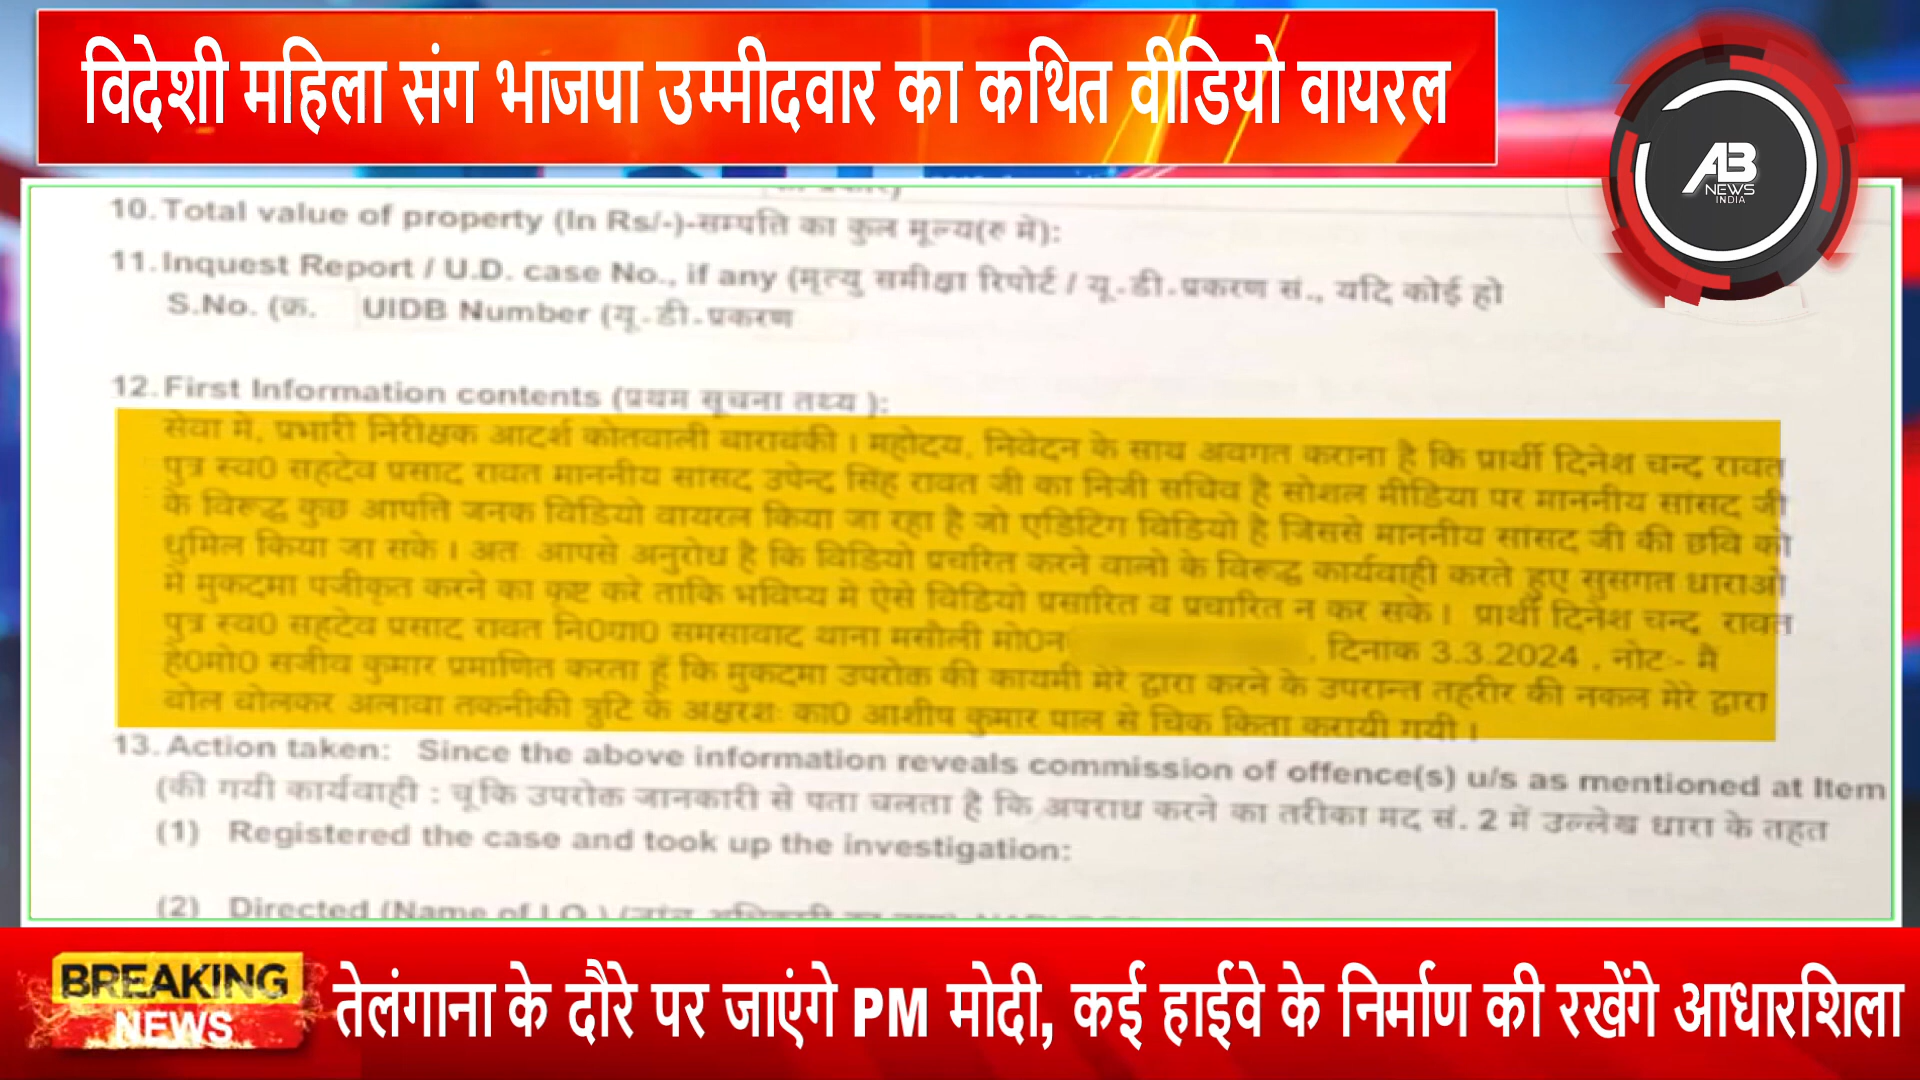 विदेशी महिला संग भाजपा उम्मीदवार का कथित वीडियो वायरल
AB
NEWS
INDIA
10. Total value of property (In Rs/-)-सम्पत्ति का कुल मूल्य(रु में):
11. Inquest Report / U.D. case No., if any (मृत्यु समीक्षा रिपोर्ट / यू.डी.प्रकरण सं., यदि कोई हो
S.No. (क्र. UIDB Number (यू.डी.प्रकरण
12. First Information contents (प्रथम सूचना तथ्य ):
सेवा मे, प्रभारी निरीक्षक आदर्श कोतवाली बाराबंकी । महोदय, निवेदन के साथ अवगत कराना है कि प्रार्थी दिनेश चन्द्र रावत
पुत्र स्व0 सहदेव प्रसाद रावत माननीय सांसद उपेन्द्र सिंह रावत जी का निजी सचिव है सोशल मीडिया पर माननीय सांसद जी
के विरूद्ध कुछ आपत्ति जनक विडियो वायरल किया जा रहा है जो एडिटिंग विडियो है जिससे माननीय सांसद जी की छवि को
धुमिल किया जा सके । अतः आपसे अनुरोध है कि विडियो प्रचरित करने वालो के विरूद्ध कार्यवाही करते हुए सुसंगत धाराओ
मे मुकदमा पंजीकृत करने का कृष्ट करे ताकि भविष्य मे ऐसे विडियो प्रसारित व प्रचारित न कर सके । प्रार्थी दिनेश चन्द्र रावत
पुत्र स्व0 सहदेव प्रसाद रावत नि0ग्रा0 समसाबाद थाना मसौली मो0न , दिनांक 3.3.2024 , नोटः- मै
हे0मो0 संजीव कुमार प्रमाणित करता हूँ कि मुकदमा उपरोक्त की कायमी मेरे द्वारा करने के उपरान्त तहरीर की नकल मेरे द्वारा
बोल बोलकर अलावा तकनीकी त्रुटि के अक्षरशः का0 आशीष कुमार पाल से चिक किता करायी गयी ।
13. Action taken: Since the above information reveals commission of offence(s) u/s as mentioned at Item
(की गयी कार्यवाही : चूंकि उपरोक्त जानकारी से पता चलता है कि अपराध करने का तरीका मद सं. 2 में उल्लेख धारा के तहत
(1) Registered the case and took up the investigation:
(2) Directed (Name of I.O.) (जांच अधिकारी का नाम)
BREAKING
NEWS
तेलंगाना के दौरे पर जाएंगे PM मोदी, कई हाईवे के निर्माण की रखेंगे आधारशिला